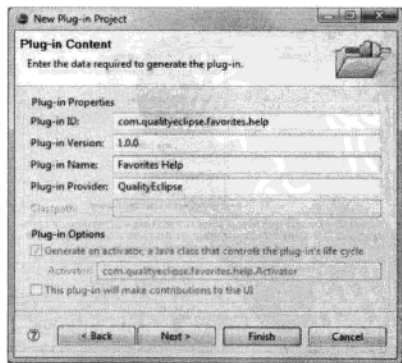 New Plug-in Project
Plug-in Content
Enter the data required to generate the plug-in.
Plug-in Properties
Plug-in ID: com.qualityeclipse.favorites.help
Plug-in Version: 1.0.0
Plug-in Name: Favorites Help
Plug-in Provider: QualityEclipse
Classpath:
Plug-in Options
Generate an activator, a Java class that controls the plug-in's life cycle
Activator: com.qualityeclipse.favorites.help.Activator
This plug-in will make contributions to the UI
?
< Back Next > Finish Cancel